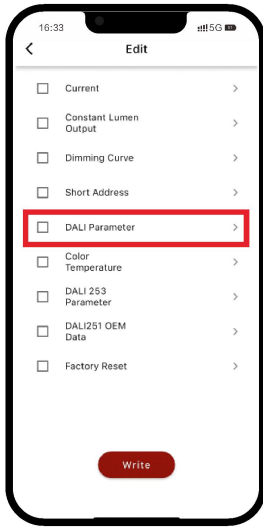 16:33
5G
Edit
Current
Constant Lumen
Output
Dimming Curve
Short Address
DALI Parameter
Color
Temperature
DALI 253
Parameter
DALI251 OEM
Data
Factory Reset
Write